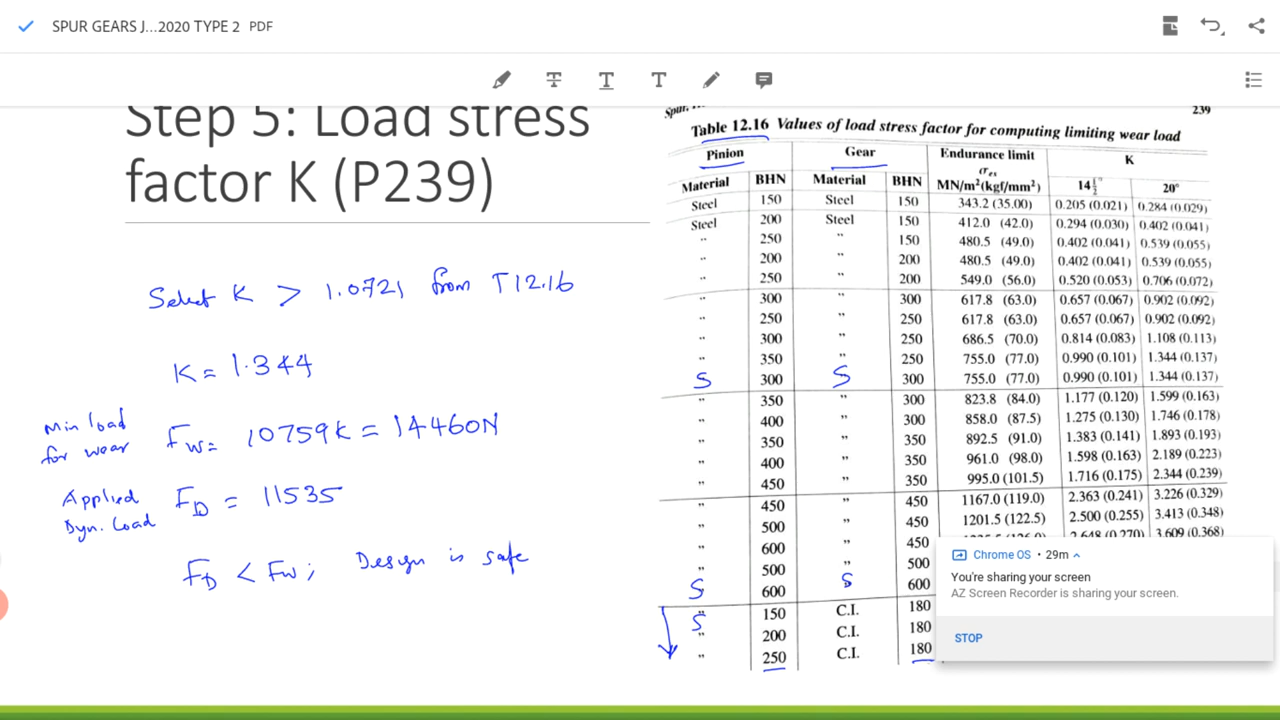 SPUR GEARS J...2020 TYPE 2 PDF
Step 5: Load stress
factor K (P239)
Select K > 1.0721 from T12.16
K = 1.344
Min load
for wear
Fw = 10759K = 14460N
Applied
Dyn. Load
FD = 11535
FD < Fw; Design is safe
Spur,
239
Table 12.16 Values of load stress factor for computing limiting wear load
Pinion Gear Endurance limit K
Material BHN Material BHN σes MN/m²(kgf/mm²) 14½° 20°
Steel 150 Steel 150 343.2 (35.00) 0.205 (0.021) 0.284 (0.029)
Steel 200 Steel 150 412.0 (42.0) 0.294 (0.030) 0.402 (0.041)
" 250 " 150 480.5 (49.0) 0.402 (0.041) 0.539 (0.055)
" 200 " 200 480.5 (49.0) 0.402 (0.041) 0.539 (0.055)
" 250 " 200 549.0 (56.0) 0.520 (0.053) 0.706 (0.072)
" 300 " 300 617.8 (63.0) 0.657 (0.067) 0.902 (0.092)
" 250 " 250 617.8 (63.0) 0.657 (0.067) 0.902 (0.092)
" 300 " 250 686.5 (70.0) 0.814 (0.083) 1.108 (0.113)
" 350 " 250 755.0 (77.0) 0.990 (0.101) 1.344 (0.137)
S 300 S 300 755.0 (77.0) 0.990 (0.101) 1.344 (0.137)
" 350 " 300 823.8 (84.0) 1.177 (0.120) 1.599 (0.163)
" 400 " 300 858.0 (87.5) 1.275 (0.130) 1.746 (0.178)
" 350 " 350 892.5 (91.0) 1.383 (0.141) 1.893 (0.193)
" 400 " 350 961.0 (98.0) 1.598 (0.163) 2.189 (0.223)
" 450 " 350 995.0 (101.5) 1.716 (0.175) 2.344 (0.239)
" 450 " 450 1167.0 (119.0) 2.363 (0.241) 3.226 (0.329)
" 500 " 450 1201.5 (122.5) 2.500 (0.255) 3.413 (0.348)
" 600 " 450 2.648 (0.270) 3.609 (0.368)
" 500 " 500
S 600 S 600
S " 150 C.I. 180
" 200 C.I. 180
" 250 C.I. 180
Chrome OS • 29m
You're sharing your screen
AZ Screen Recorder is sharing your screen.
STOP